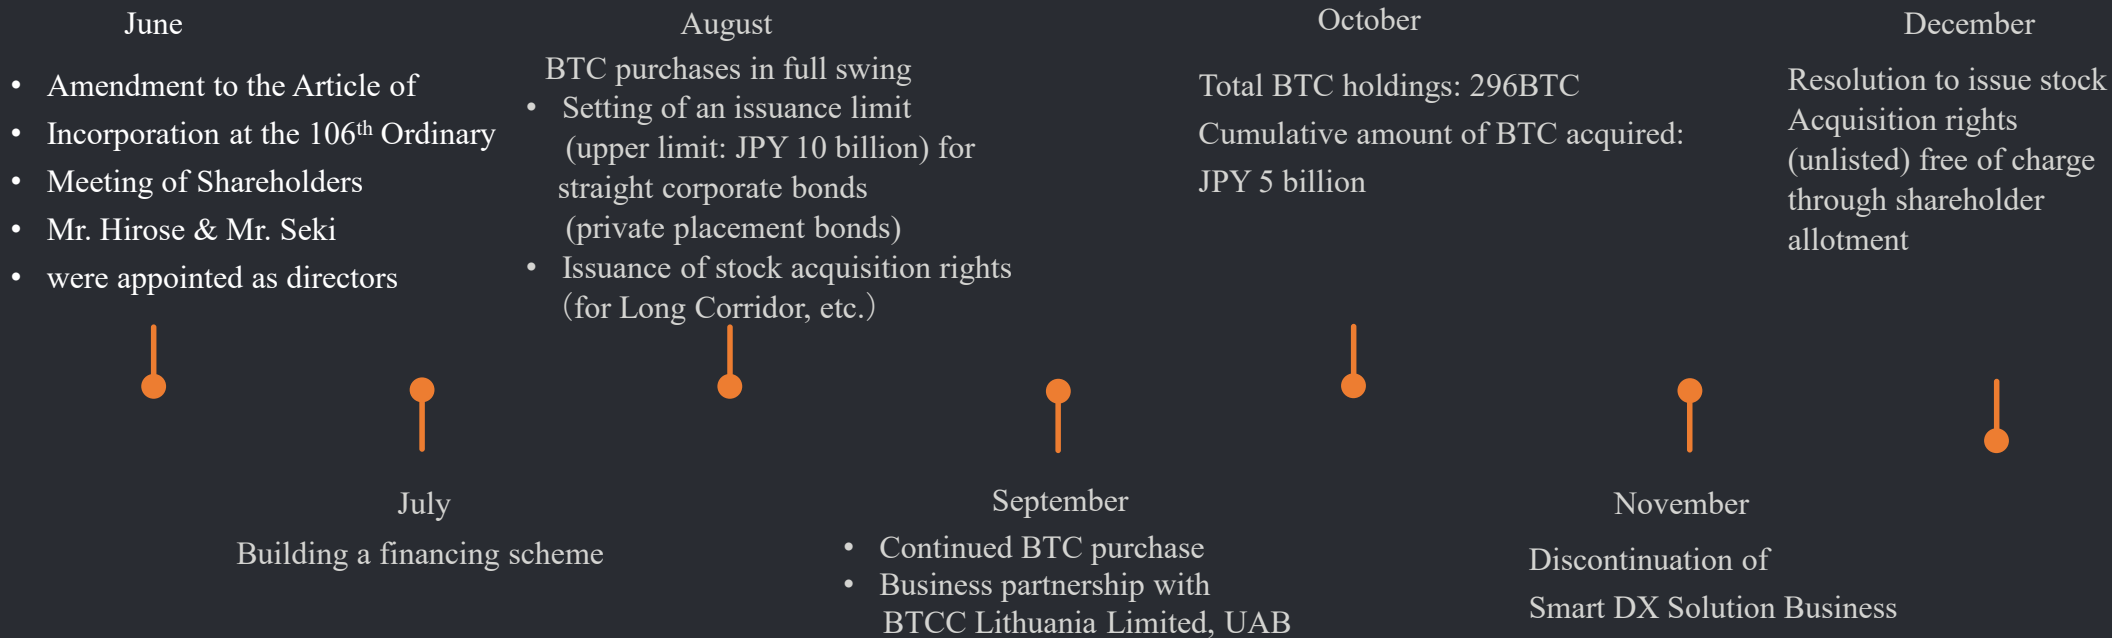 June
• Amendment to the Article of
• Incorporation at the 106th Ordinary
• Meeting of Shareholders
• Mr. Hirose & Mr. Seki
• were appointed as directors
July
Building a financing scheme
August
BTC purchases in full swing
• Setting of an issuance limit
(upper limit: JPY 10 billion) for
straight corporate bonds
(private placement bonds)
• Issuance of stock acquisition rights
（for Long Corridor, etc.）
September
• Continued BTC purchase
• Business partnership with
BTCC Lithuania Limited, UAB
October
Total BTC holdings: 296BTC
Cumulative amount of BTC acquired:
JPY 5 billion
November
Discontinuation of
Smart DX Solution Business
December
Resolution to issue stock
Acquisition rights
(unlisted) free of charge
through shareholder
allotment